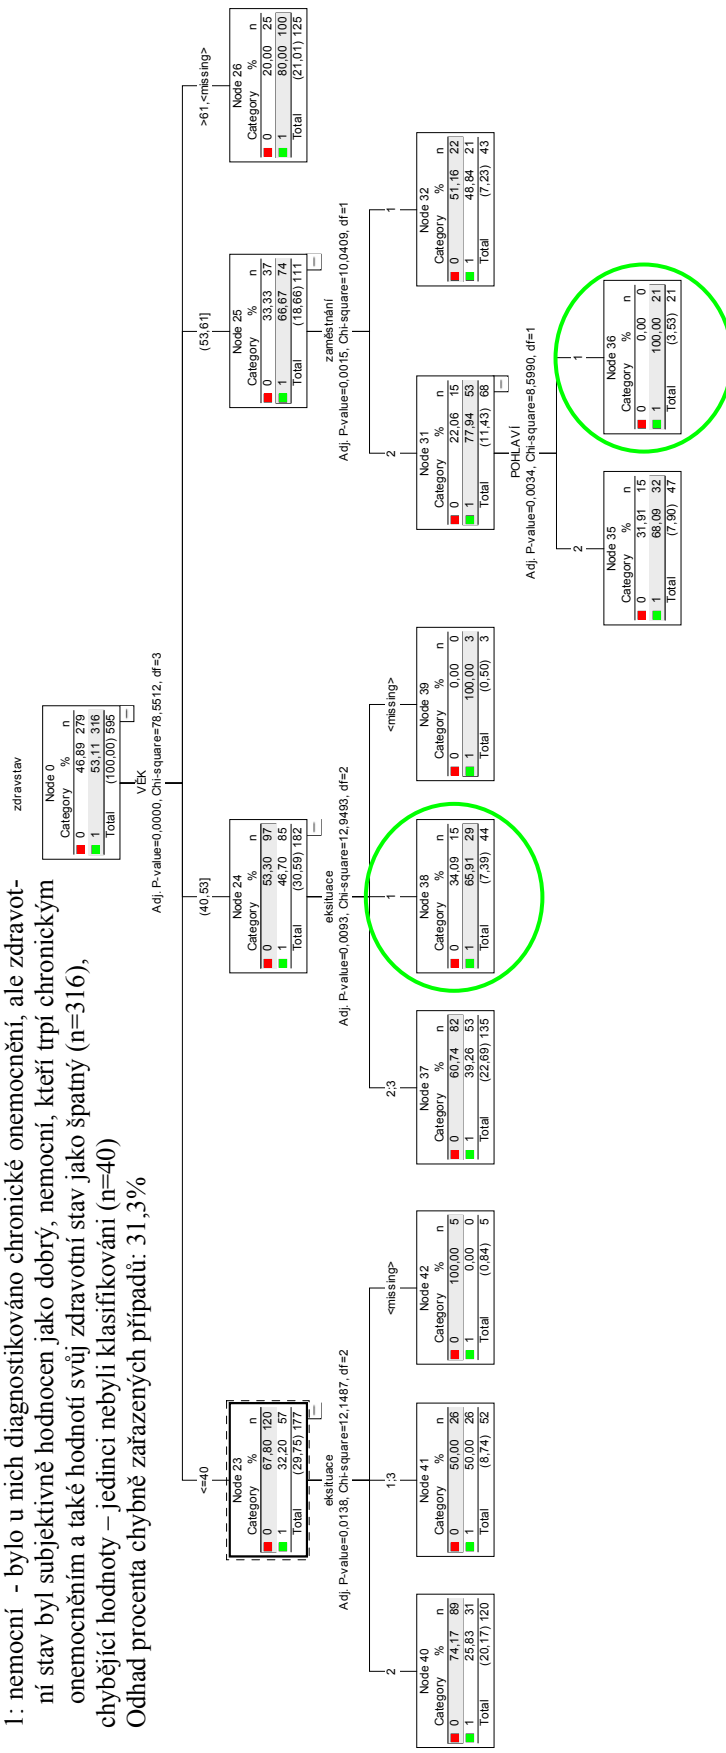 1: nemocní - bylo u nich diagnostikováno chronické onemocnění, ale zdravot-
ní stav byl subjektivně hodnocen jako dobrý, nemocní, kteří trpí chronickým
onemocněním a také hodnotí svůj zdravotní stav jako špatný (n=316),
chybějící hodnoty – jedinci nebyli klasifikováni (n=40)
Odhad procenta chybně zařazených případů: 31,3%
zdravstav
Node 0
Category % n
0 46,89 279
1 53,11 316
Total (100,00) 595
VĚK
Adj. P-value=0,0000, Chi-square=78,5512, df=3
<=40
Node 23
Category % n
0 67,80 120
1 32,20 57
Total (29,75) 177
eksituace
Adj. P-value=0,0138, Chi-square=12,1487, df=2
(40,53]
Node 24
Category % n
0 53,30 97
1 46,70 85
Total (30,59) 182
eksituace
Adj. P-value=0,0093, Chi-square=12,9493, df=2
(53,61]
Node 25
Category % n
0 33,33 37
1 66,67 74
Total (18,66) 111
zaměstnání
Adj. P-value=0,0015, Chi-square=10,0409, df=1
>61,<missing>
Node 26
Category % n
0 20,00 25
1 80,00 100
Total (21,01) 125
2
Node 40
Category % n
0 74,17 89
1 25,83 31
Total (20,17) 120
1;3
Node 41
Category % n
0 50,00 26
1 50,00 26
Total (8,74) 52
<missing>
Node 42
Category % n
0 100,00 5
1 0,00 0
Total (0,84) 5
2;3
Node 37
Category % n
0 60,74 82
1 39,26 53
Total (22,69) 135
1
Node 38
Category % n
0 34,09 15
1 65,91 29
Total (7,39) 44
<missing>
Node 39
Category % n
0 0,00 0
1 100,00 3
Total (0,50) 3
2
Node 31
Category % n
0 22,06 15
1 77,94 53
Total (11,43) 68
POHLAVÍ
Adj. P-value=0,0034, Chi-square=8,5990, df=1
1
Node 32
Category % n
0 51,16 22
1 48,84 21
Total (7,23) 43
2
Node 35
Category % n
0 31,91 15
1 68,09 32
Total (7,90) 47
1
Node 36
Category % n
0 0,00 0
1 100,00 21
Total (3,53) 21